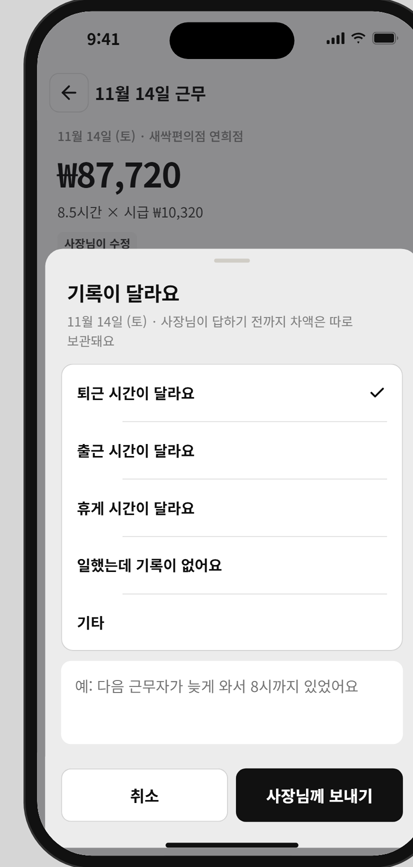 9:41
11월 14일 근무
11월 14일 (토) · 새싹편의점 연희점
₩87,720
8.5시간 × 시급 ₩10,320
사장님이 수정
기록이 달라요
11월 14일 (토) · 사장님이 답하기 전까지 차액은 따로
보관돼요
퇴근 시간이 달라요
출근 시간이 달라요
휴게 시간이 달라요
일했는데 기록이 없어요
기타
예: 다음 근무자가 늦게 와서 8시까지 있었어요
취소
사장님께 보내기